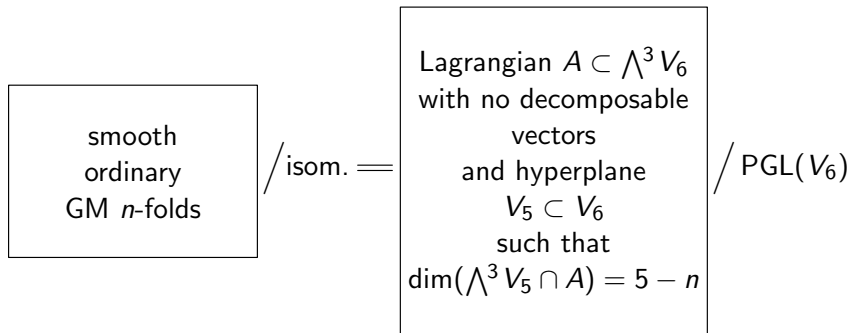 smooth
ordinary
GM n-folds
/ isom. =
Lagrangian A ⊂ ⋀³ V₆
with no decomposable
vectors
and hyperplane
V₅ ⊂ V₆
such that
dim(⋀³ V₅ ∩ A) = 5 − n
/ PGL(V₆)